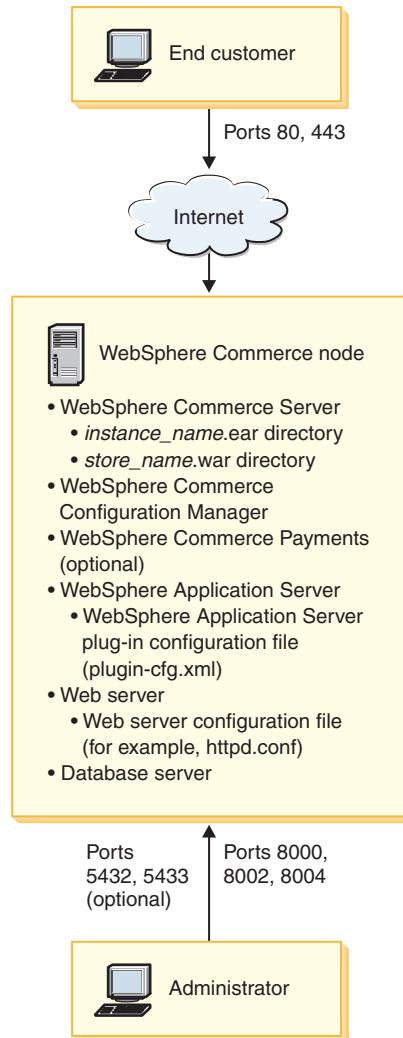 End customer
Ports 80, 443
Internet
WebSphere Commerce node
• WebSphere Commerce Server
• instance_name.ear directory
• store_name.war directory
• WebSphere Commerce
Configuration Manager
• WebSphere Commerce Payments
(optional)
• WebSphere Application Server
• WebSphere Application Server
plug-in configuration file
(plugin-cfg.xml)
• Web server
• Web server configuration file
(for example, httpd.conf)
• Database server
Ports
5432, 5433
(optional)
Ports 8000,
8002, 8004
Administrator